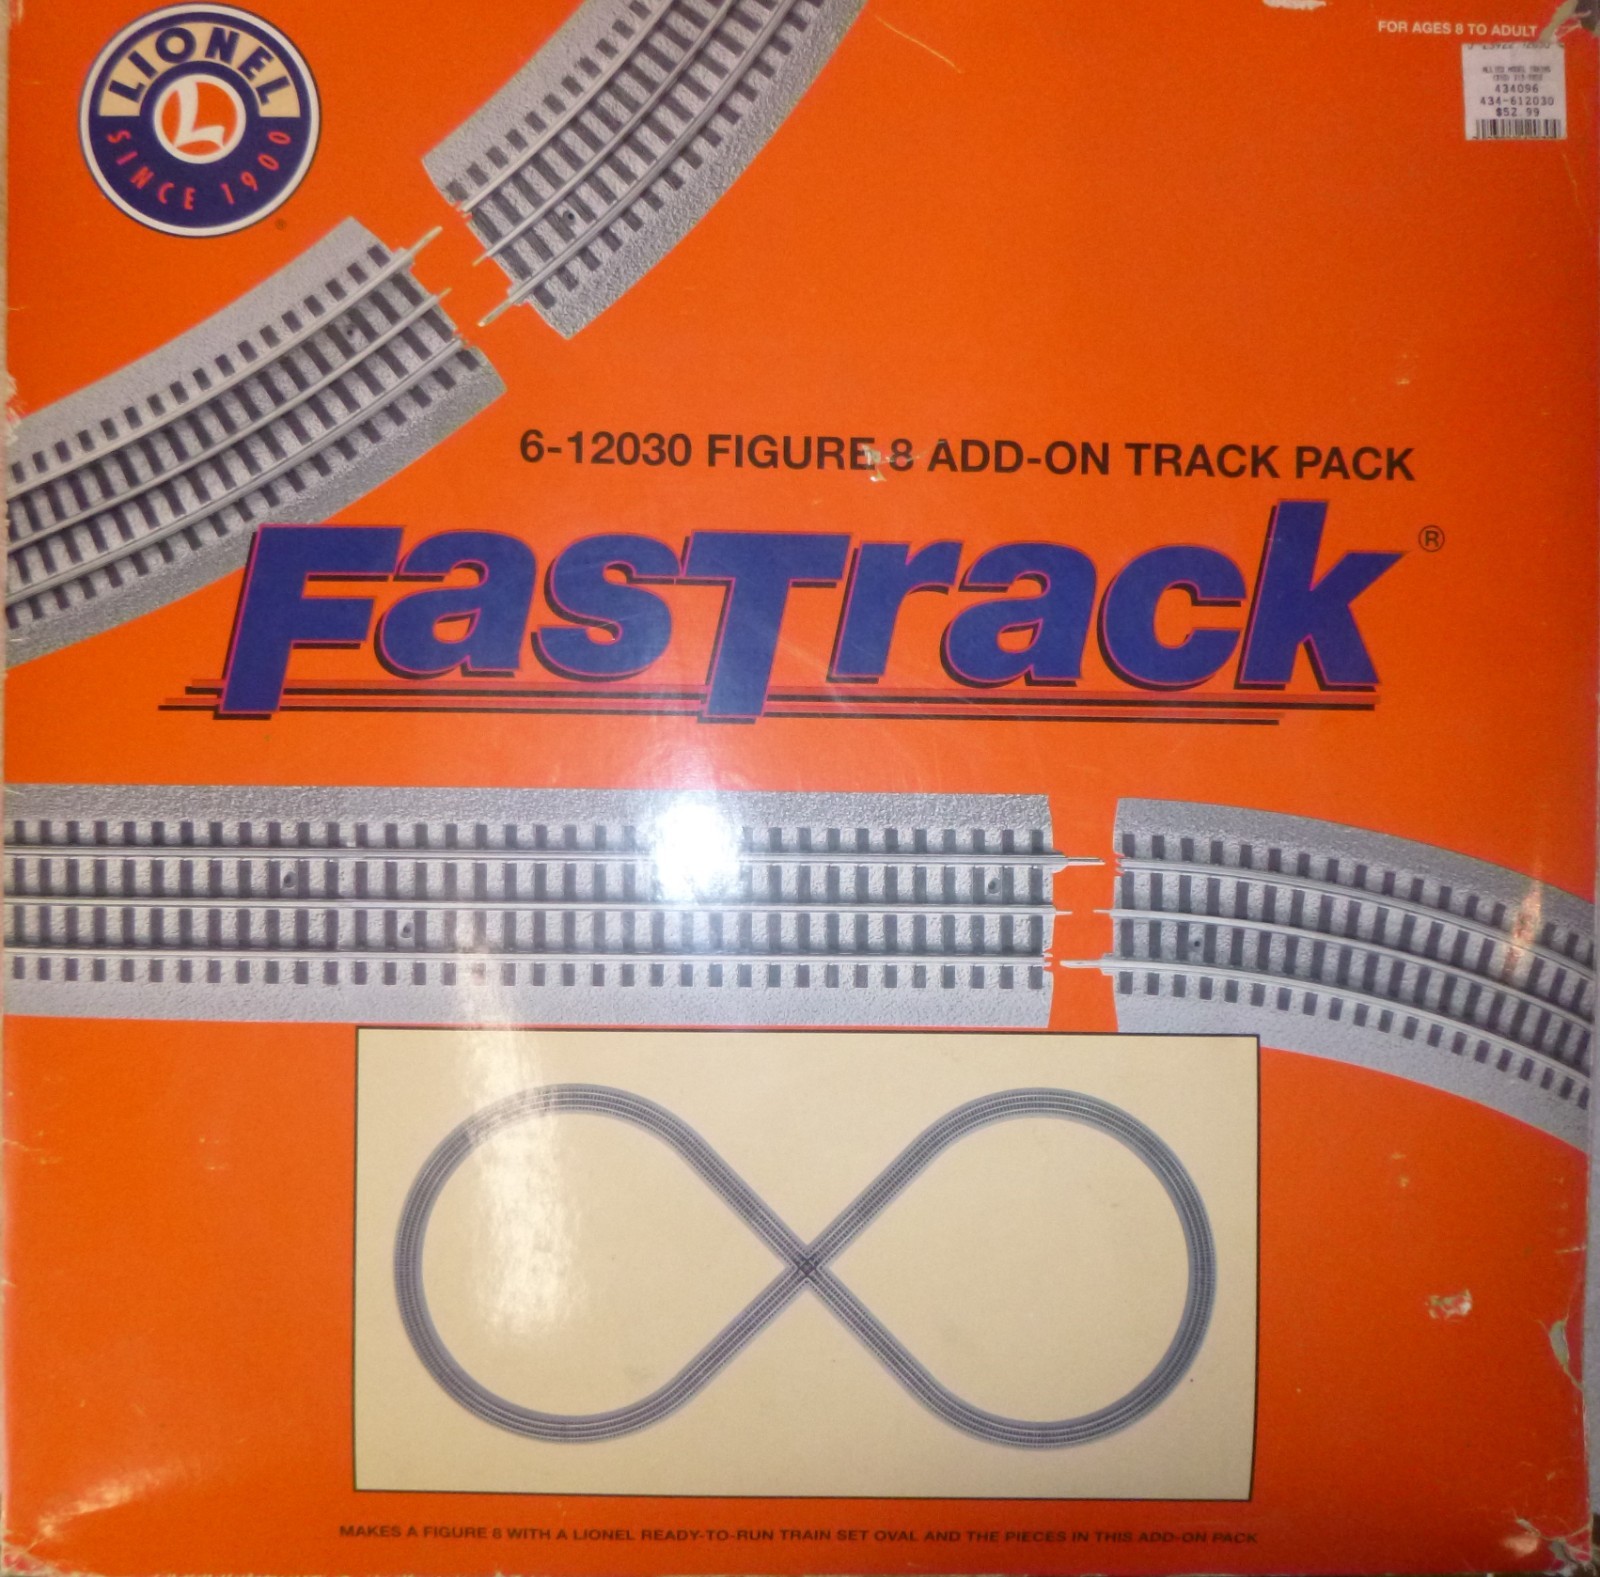 LIONEL
L
SINCE 1900
®
FOR AGES 8 TO ADULT
434096
434-612030
$52.99
6-12030 FIGURE 8 ADD-ON TRACK PACK
FasTrack ®
MAKES A FIGURE 8 WITH A LIONEL READY-TO-RUN TRAIN SET OVAL AND THE PIECES IN THIS ADD-ON PACK